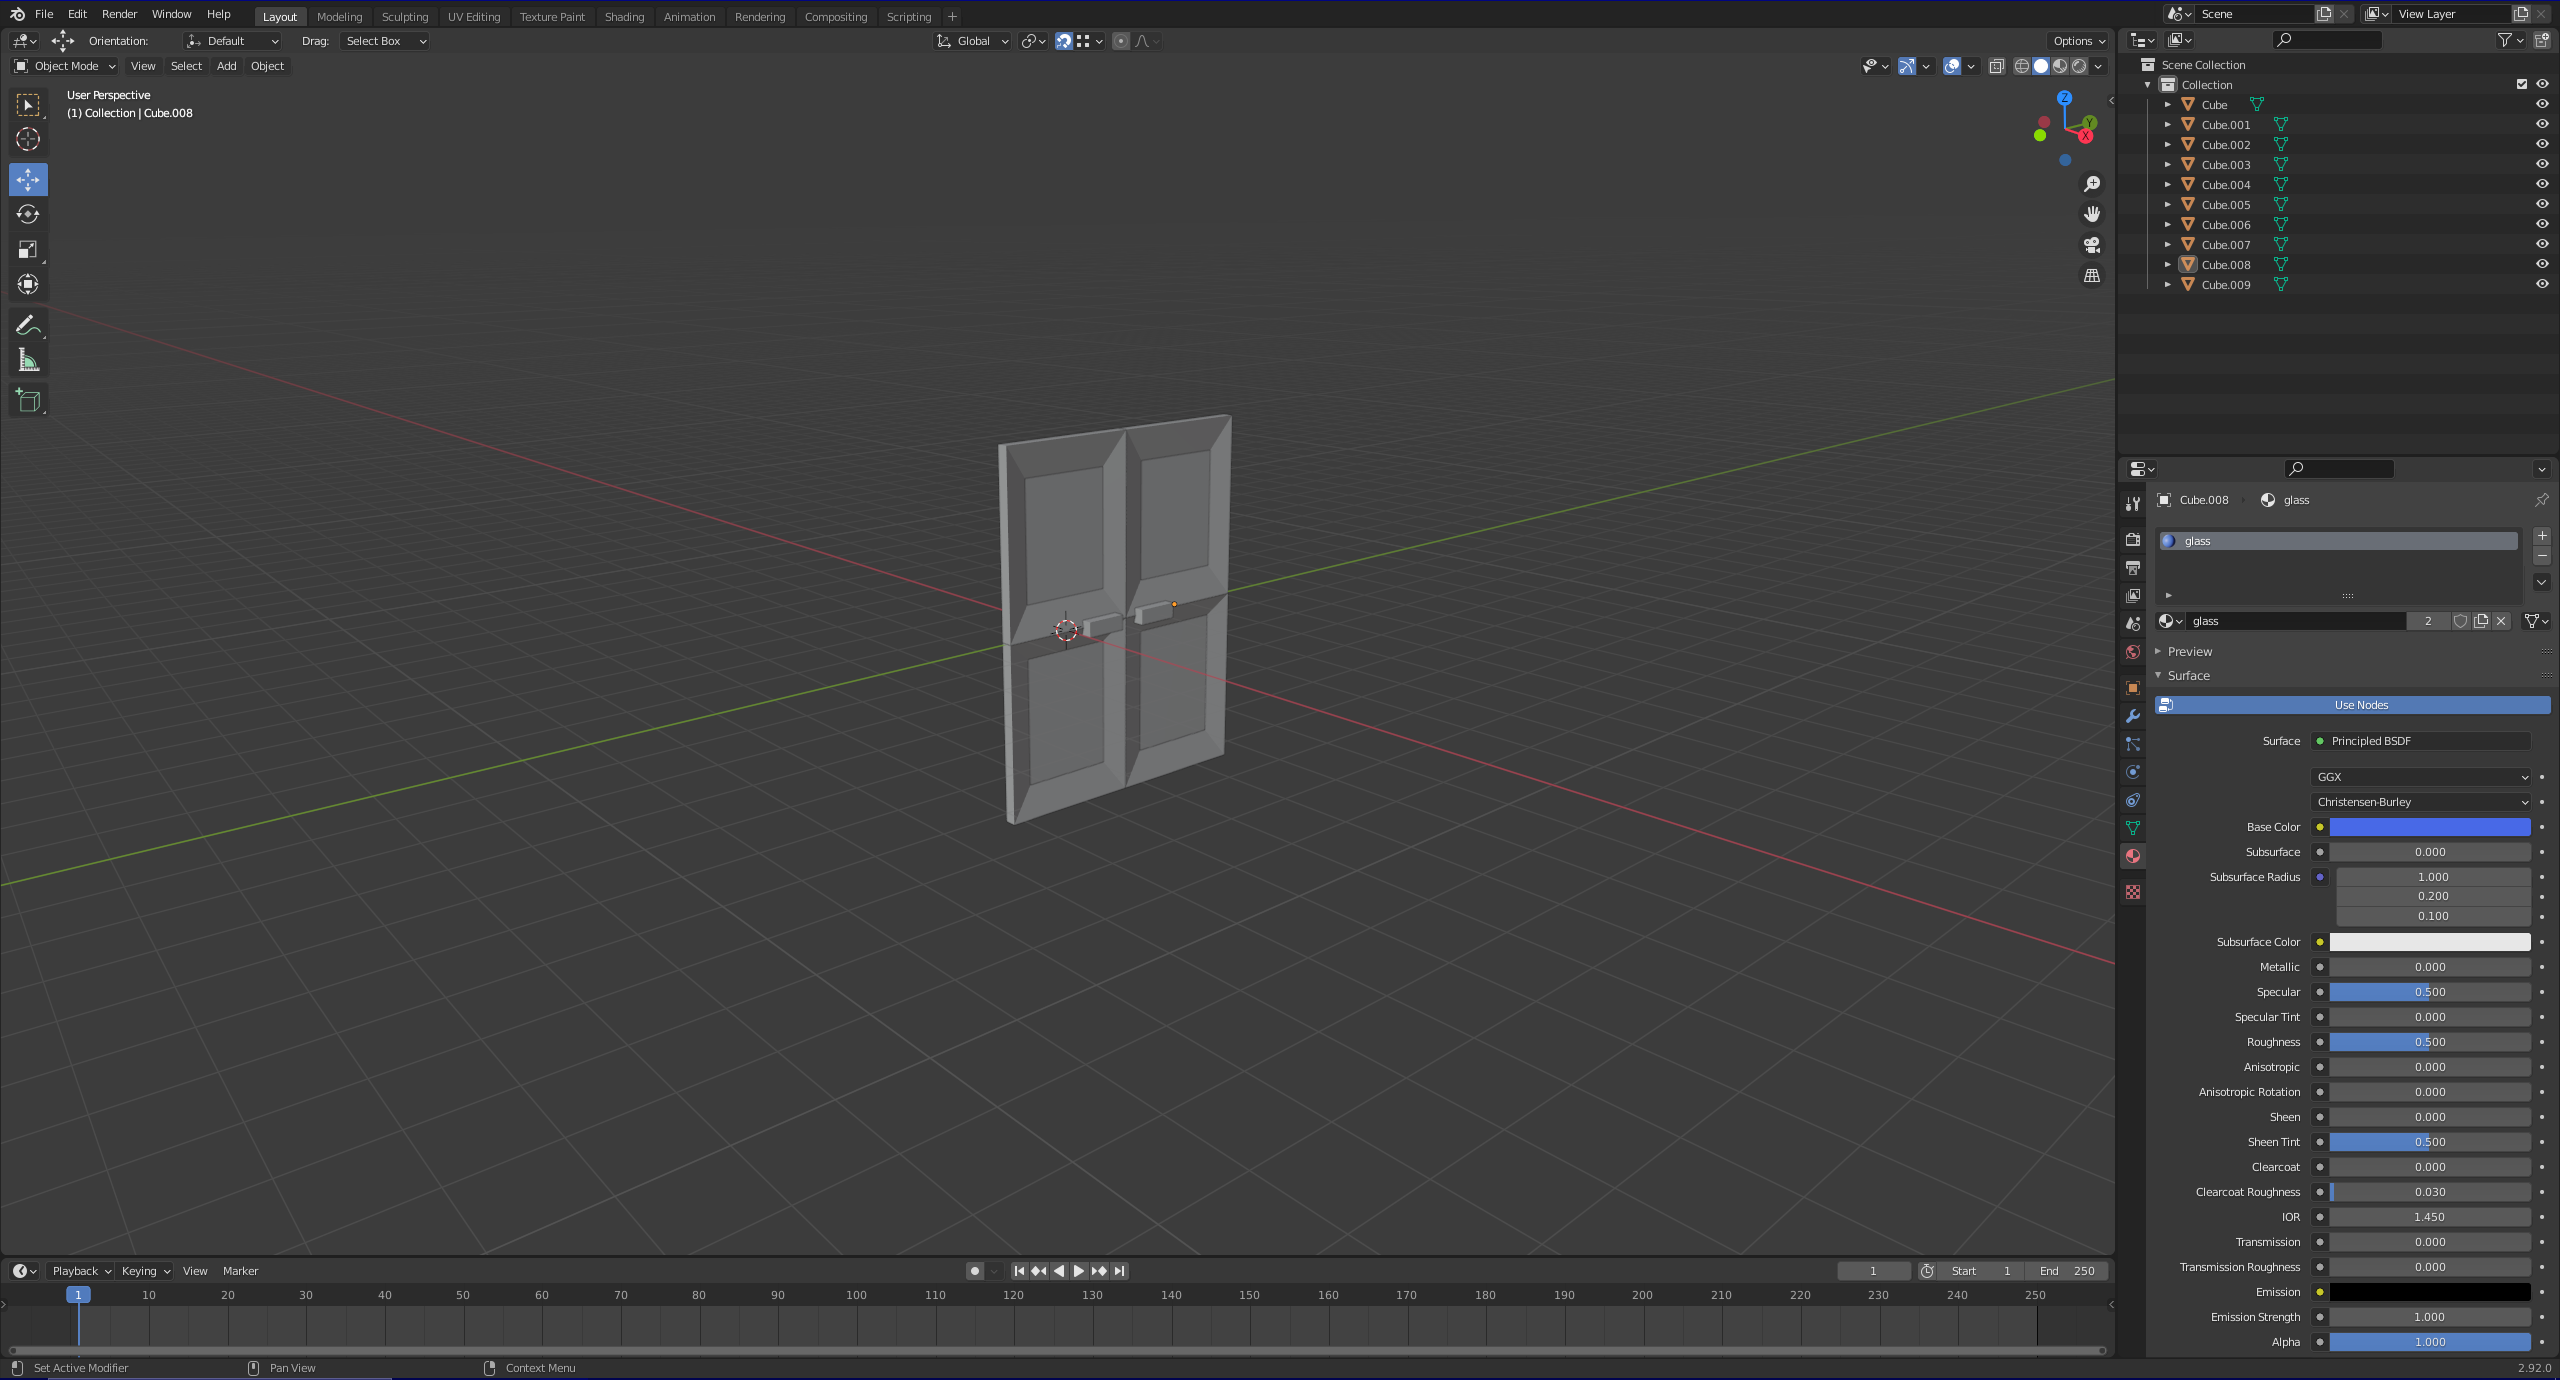 File Edit Render Window Help Layout Modeling Sculpting UV Editing Texture Paint Shading Animation Rendering Compositing Scripting + Scene View Layer
Orientation: Default Drag: Select Box Global Options
Object Mode View Select Add Object
User Perspective
(1) Collection | Cube.008
Z
Y
X
Scene Collection
Collection
Cube
Cube.001
Cube.002
Cube.003
Cube.004
Cube.005
Cube.006
Cube.007
Cube.008
Cube.009
Cube.008 glass
glass
glass 2
Preview
Surface
Use Nodes
Surface Principled BSDF
GGX
Christensen-Burley
Base Color
Subsurface 0.000
Subsurface Radius 1.000
0.200
0.100
Subsurface Color
Metallic 0.000
Specular 0.500
Specular Tint 0.000
Roughness 0.500
Anisotropic 0.000
Anisotropic Rotation 0.000
Sheen 0.000
Sheen Tint 0.500
Clearcoat 0.000
Clearcoat Roughness 0.030
IOR 1.450
Transmission 0.000
Transmission Roughness 0.000
Emission
Emission Strength 1.000
Alpha 1.000
Playback Keying View Marker 1 Start 1 End 250
1 10 20 30 40 50 60 70 80 90 100 110 120 130 140 150 160 170 180 190 200 210 220 230 240 250
Set Active Modifier Pan View Context Menu 2.92.0